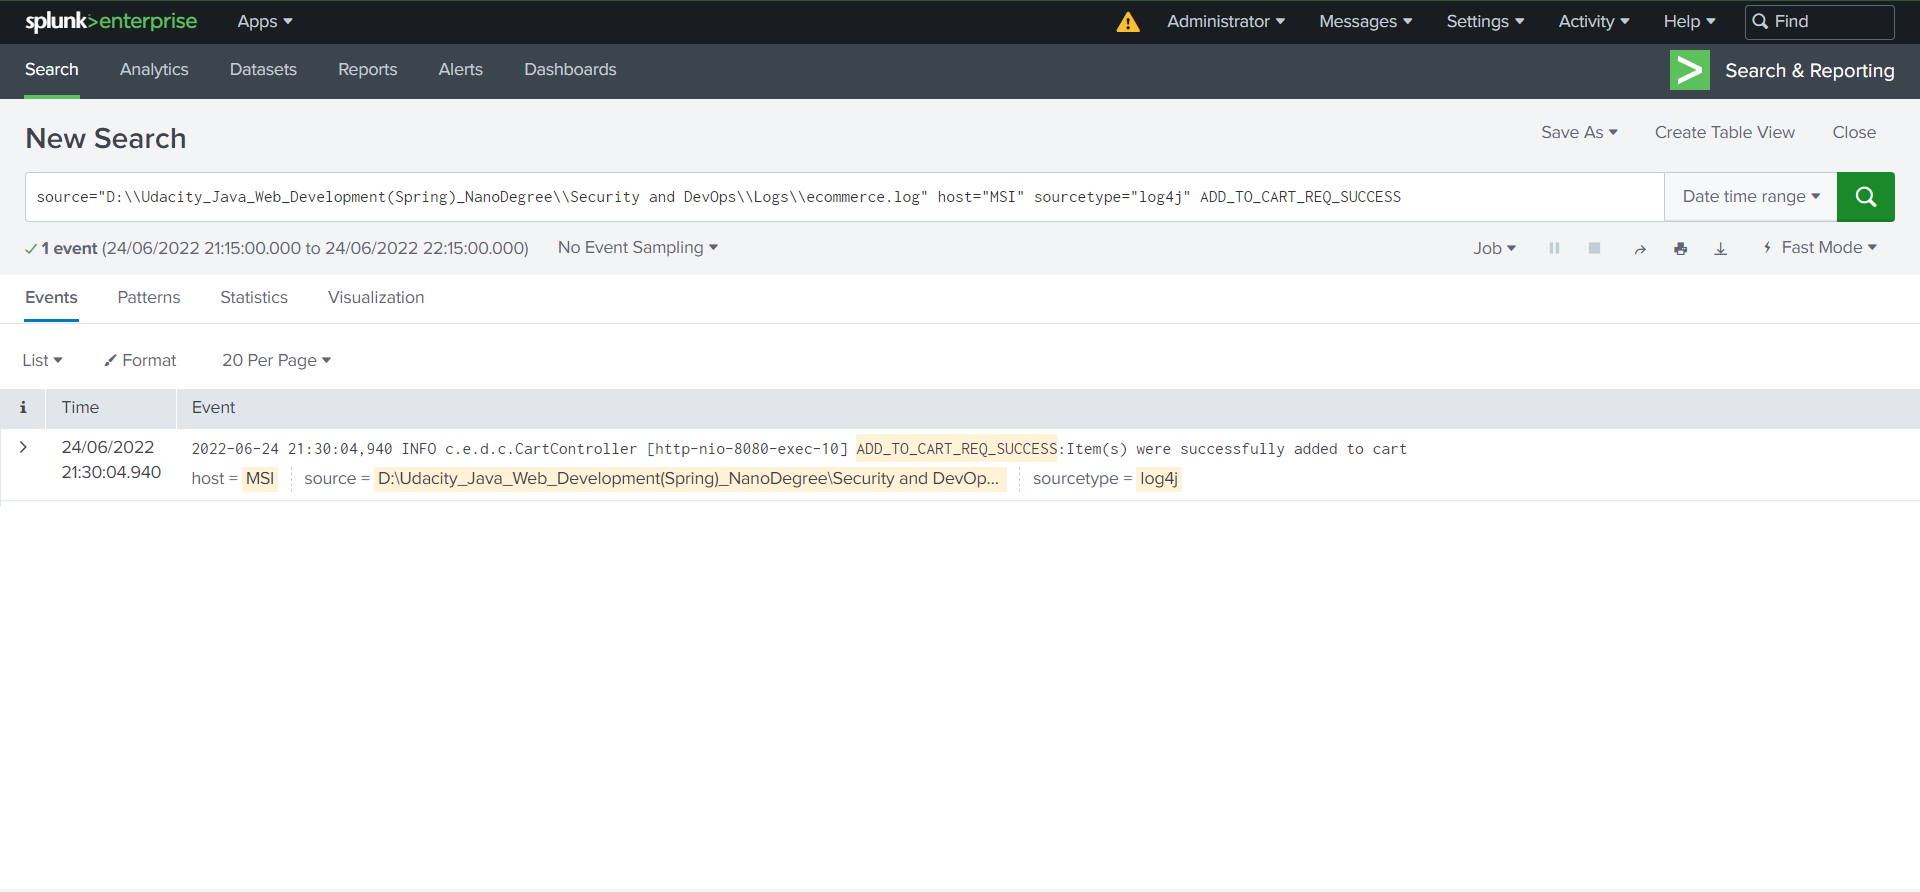 splunk>enterprise Apps Administrator Messages Settings Activity Help Find
Search Analytics Datasets Reports Alerts Dashboards Search & Reporting
New Search Save As Create Table View Close
source="D:\\Udacity_Java_Web_Development(Spring)_NanoDegree\\Security and DevOps\\Logs\\ecommerce.log" host="MSI" sourcetype="log4j" ADD_TO_CART_REQ_SUCCESS Date time range
1 event (24/06/2022 21:15:00.000 to 24/06/2022 22:15:00.000) No Event Sampling Job Fast Mode
Events Patterns Statistics Visualization
List Format 20 Per Page
i Time Event
24/06/2022 2022-06-24 21:30:04,940 INFO c.e.d.c.CartController [http-nio-8080-exec-10] ADD_TO_CART_REQ_SUCCESS:Item(s) were successfully added to cart
21:30:04.940 host = MSI source = D:\Udacity_Java_Web_Development(Spring)_NanoDegree\Security and DevOp... sourcetype = log4j